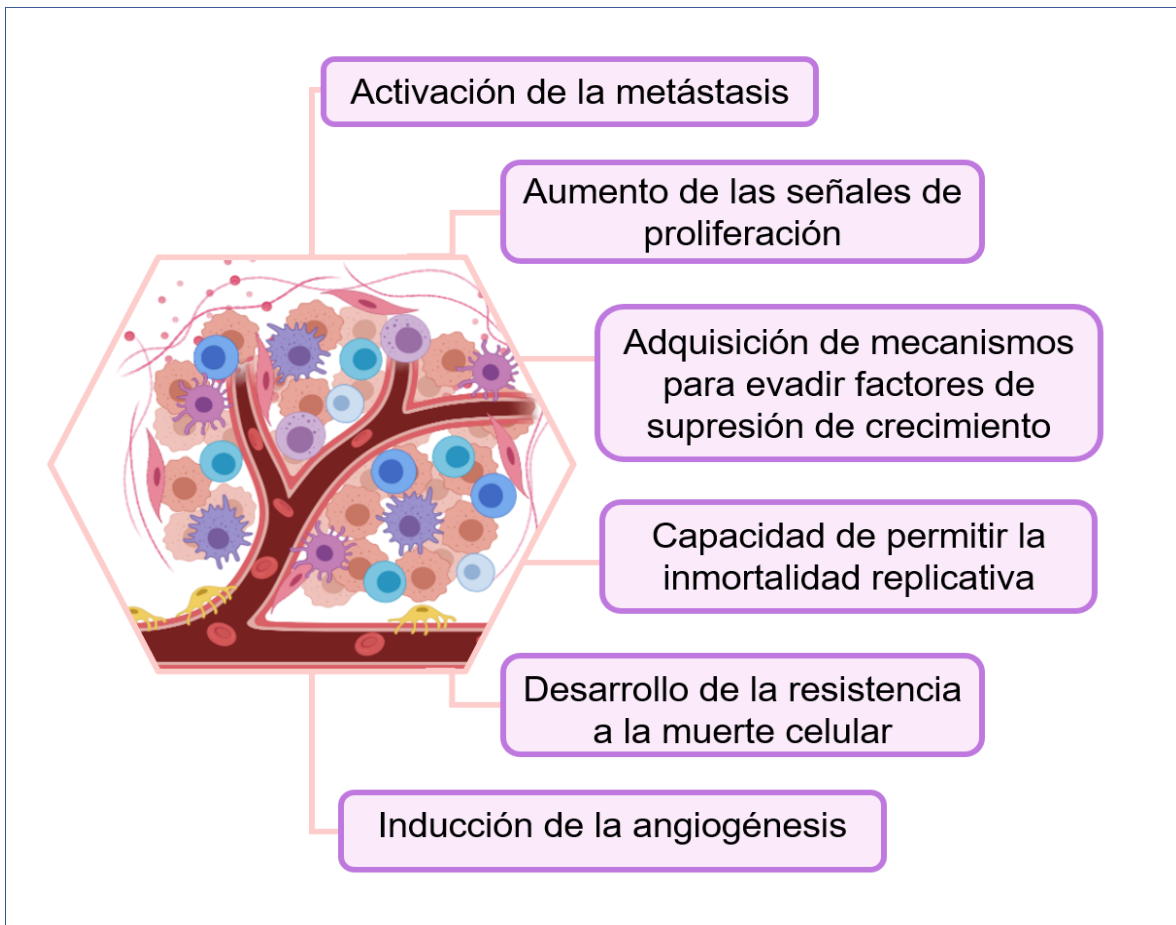 Activación de la metástasis
Aumento de las señales de
proliferación
Adquisición de mecanismos
para evadir factores de
supresión de crecimiento
Capacidad de permitir la
inmortalidad replicativa
Desarrollo de la resistencia
a la muerte celular
Inducción de la angiogénesis